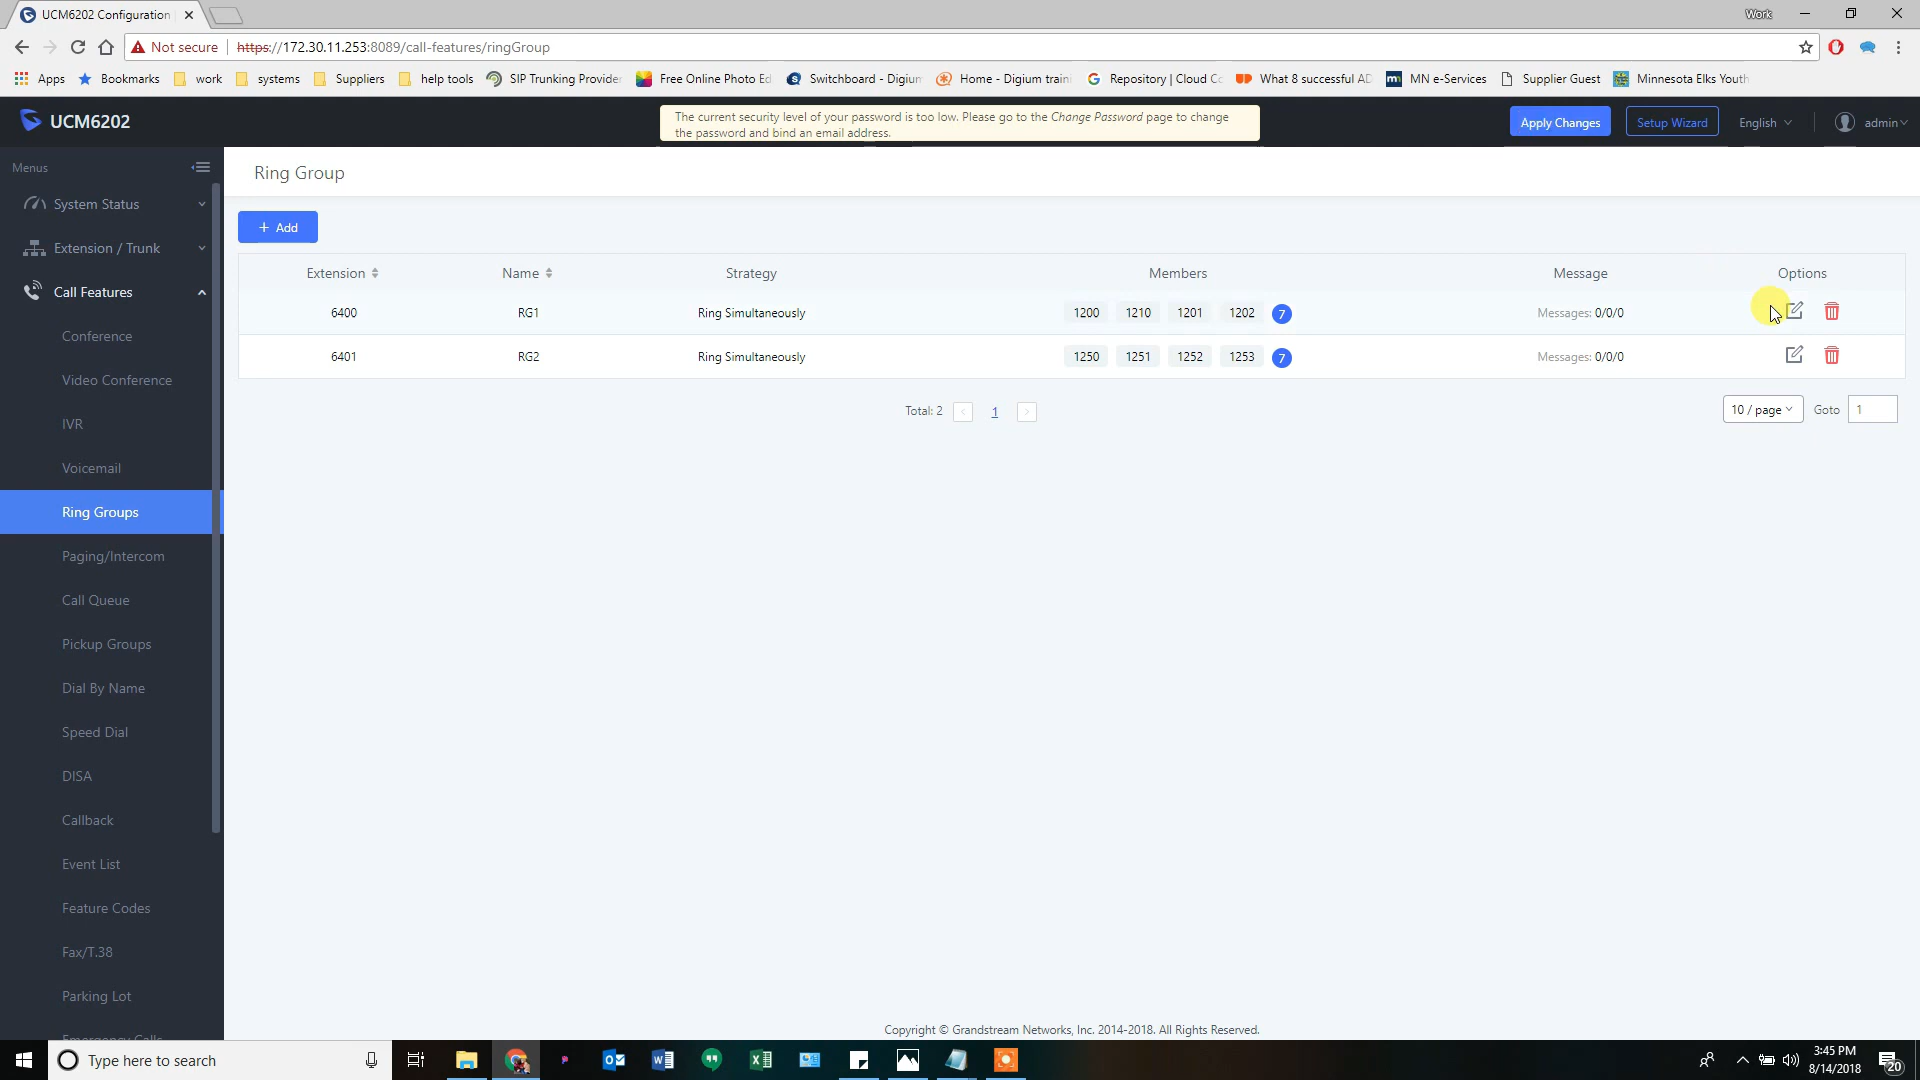 UCM6202 Configuration
Work
Not secure
https://172.30.11.253:8089/call-features/ringGroup
Apps
Bookmarks
work
systems
Suppliers
help tools
SIP Trunking Provide
Free Online Photo Ed
Switchboard - Digium
Home - Digium traini
Repository | Cloud Co
What 8 successful AD
MN e-Services
Supplier Guest
Minnesota Elks Youth
UCM6202
The current security level of your password is too low. Please go to the Change Password page to change
the password and bind an email address.
Apply Changes
Setup Wizard
English
admin
Menus
System Status
Extension / Trunk
Call Features
Conference
Video Conference
IVR
Voicemail
Ring Groups
Paging/Intercom
Call Queue
Pickup Groups
Dial By Name
Speed Dial
DISA
Callback
Event List
Feature Codes
Fax/T.38
Parking Lot
Emergency Calls
Ring Group
+ Add
Extension Name Strategy Members Message Options
6400 RG1 Ring Simultaneously 1200 1210 1201 1202 7 Messages: 0/0/0
6401 RG2 Ring Simultaneously 1250 1251 1252 1253 7 Messages: 0/0/0
Total: 2 < 1 >
10 / page Goto 1
Copyright © Grandstream Networks, Inc. 2014-2018. All Rights Reserved.
Type here to search
3:45 PM
8/14/2018
20